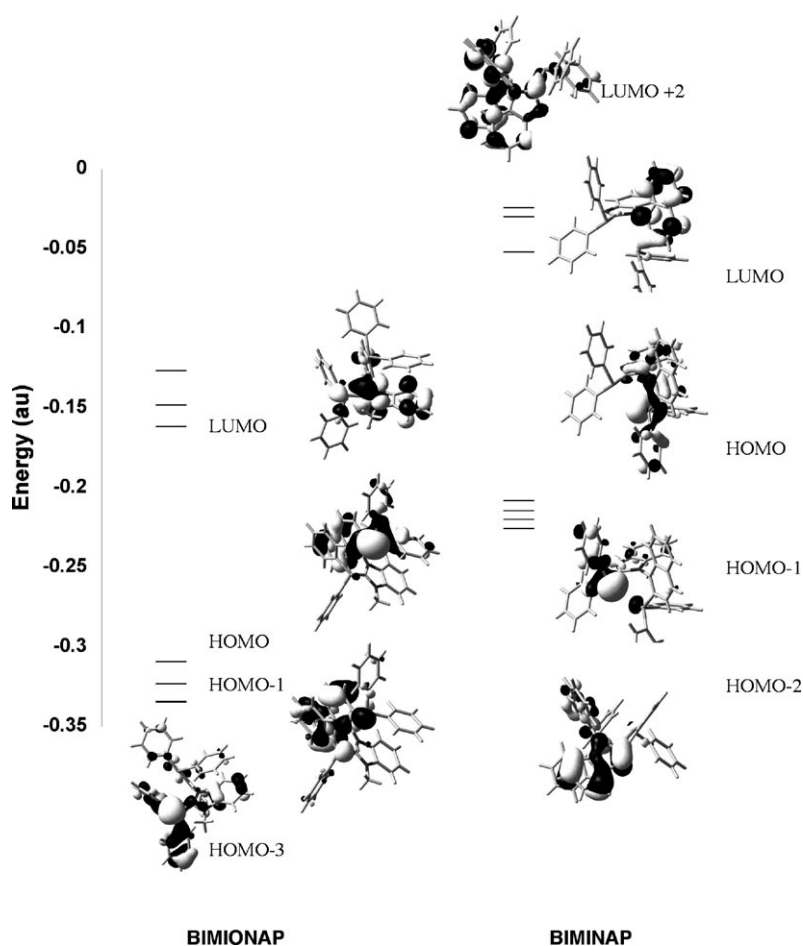 LUMO +2
0
-0.05
LUMO
-0.1
-0.15
LUMO
HOMO
-0.2
-0.25
HOMO-1
-0.3
HOMO
HOMO-1
HOMO-2
-0.35
HOMO-3
Energy (au)
BIMIONAP
BIMINAP